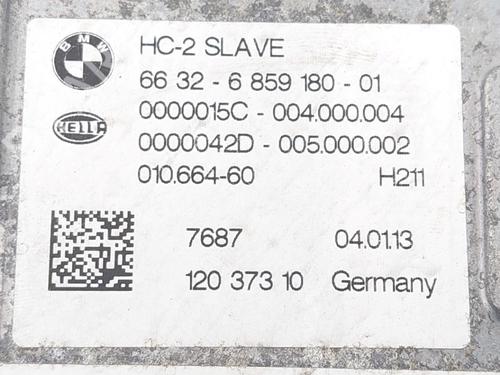 BMW
HC-2 SLAVE
66 32 - 6 859 180 - 01
HELLA
0000015C - 004.000.004
0000042D - 005.000.002
010.664-60 H211
7687 04.01.13
120 373 10 Germany